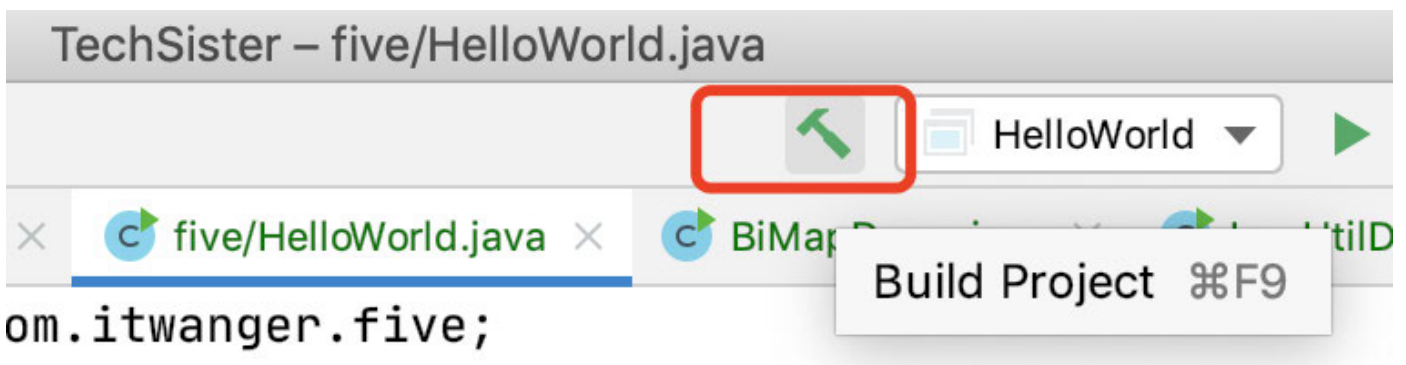 TechSister – five/HelloWorld.java
HelloWorld
five/HelloWorld.java
BiMap
Build Project ⌘F9
om.itwanger.five;